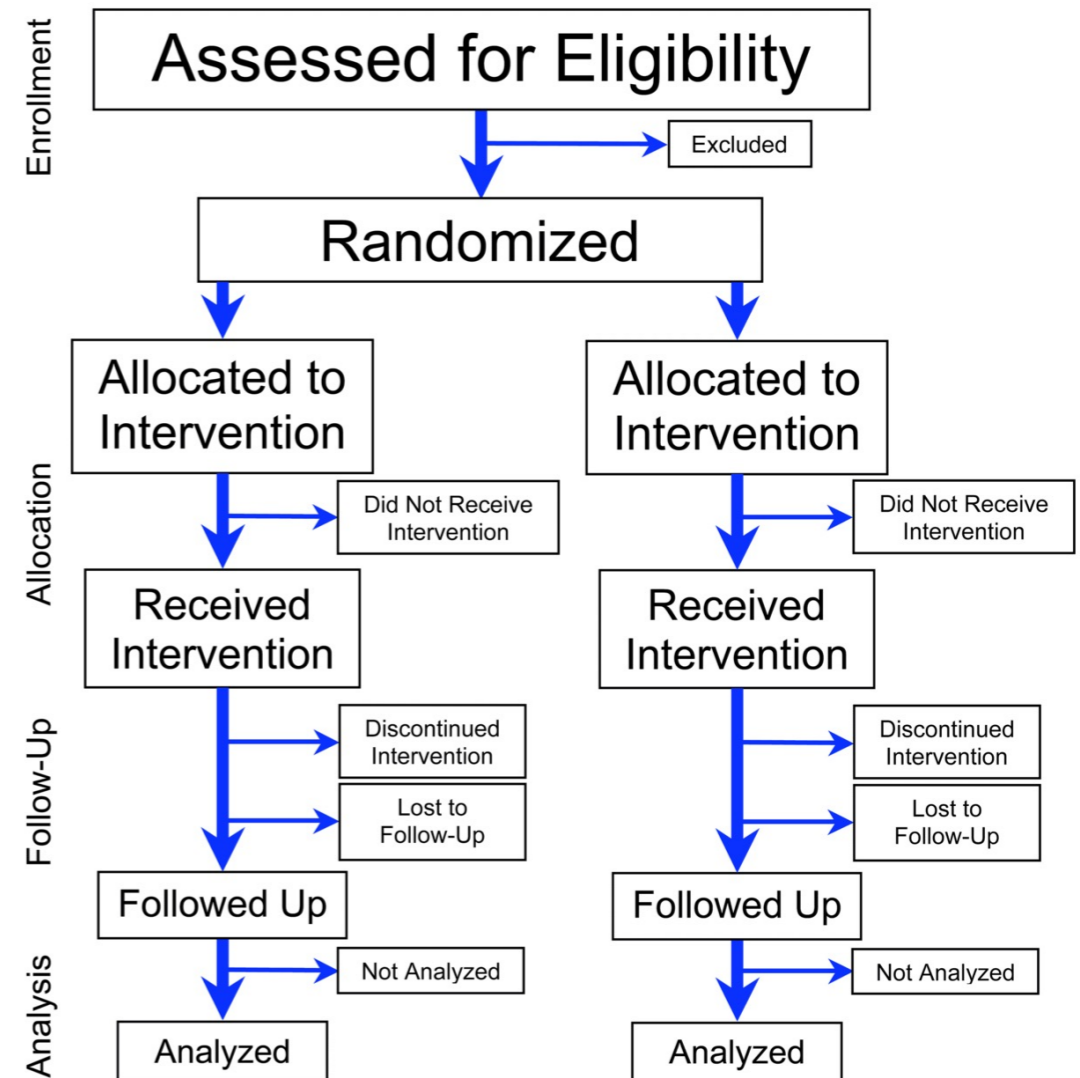 Enrollment
Assessed for Eligibility
Excluded
Randomized
Allocated to
Intervention
Allocated to
Intervention
Allocation
Did Not Receive
Intervention
Did Not Receive
Intervention
Received
Intervention
Received
Intervention
Follow-Up
Discontinued
Intervention
Discontinued
Intervention
Lost to
Follow-Up
Lost to
Follow-Up
Followed Up
Followed Up
Analysis
Not Analyzed
Not Analyzed
Analyzed
Analyzed